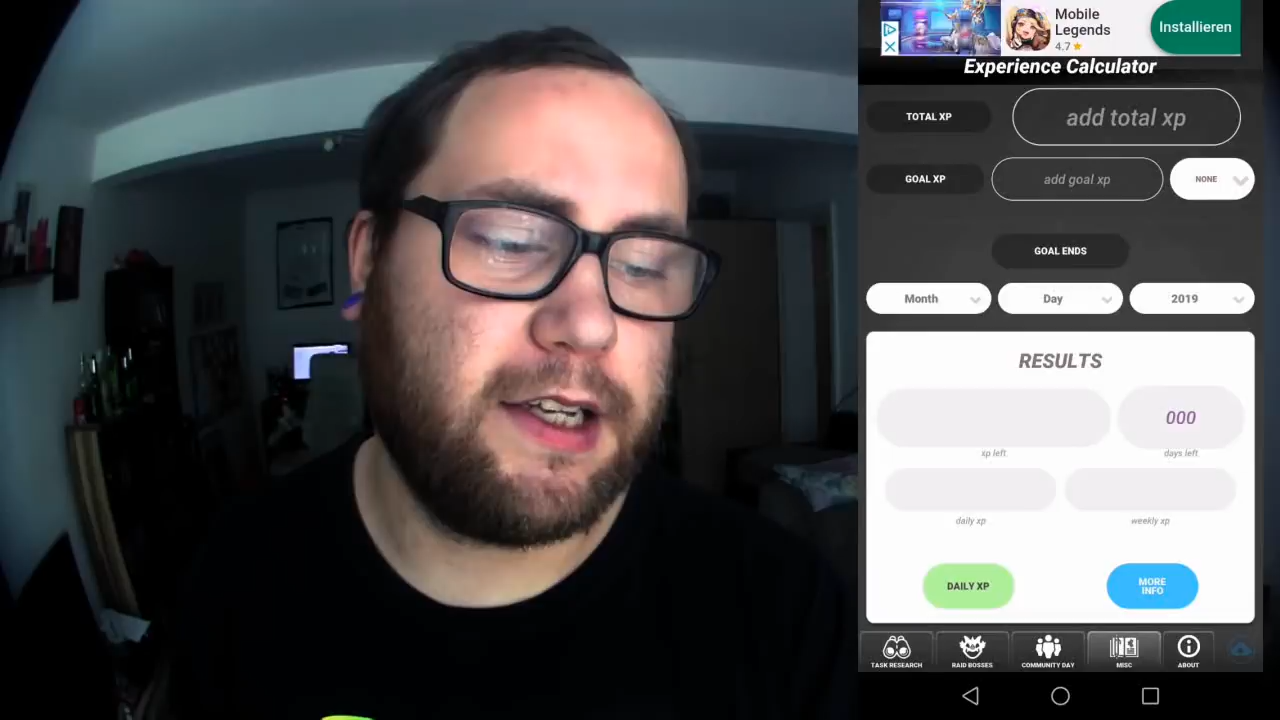 Mobile
Legends
4.7
Installieren
Experience Calculator
TOTAL XP
add total xp
GOAL XP
add goal xp
NONE
GOAL ENDS
Month
Day
2019
RESULTS
000
xp left
days left
daily xp
weekly xp
DAILY XP
MORE
INFO
TASK RESEARCH
RAID BOSSES
COMMUNITY DAY
MISC
ABOUT